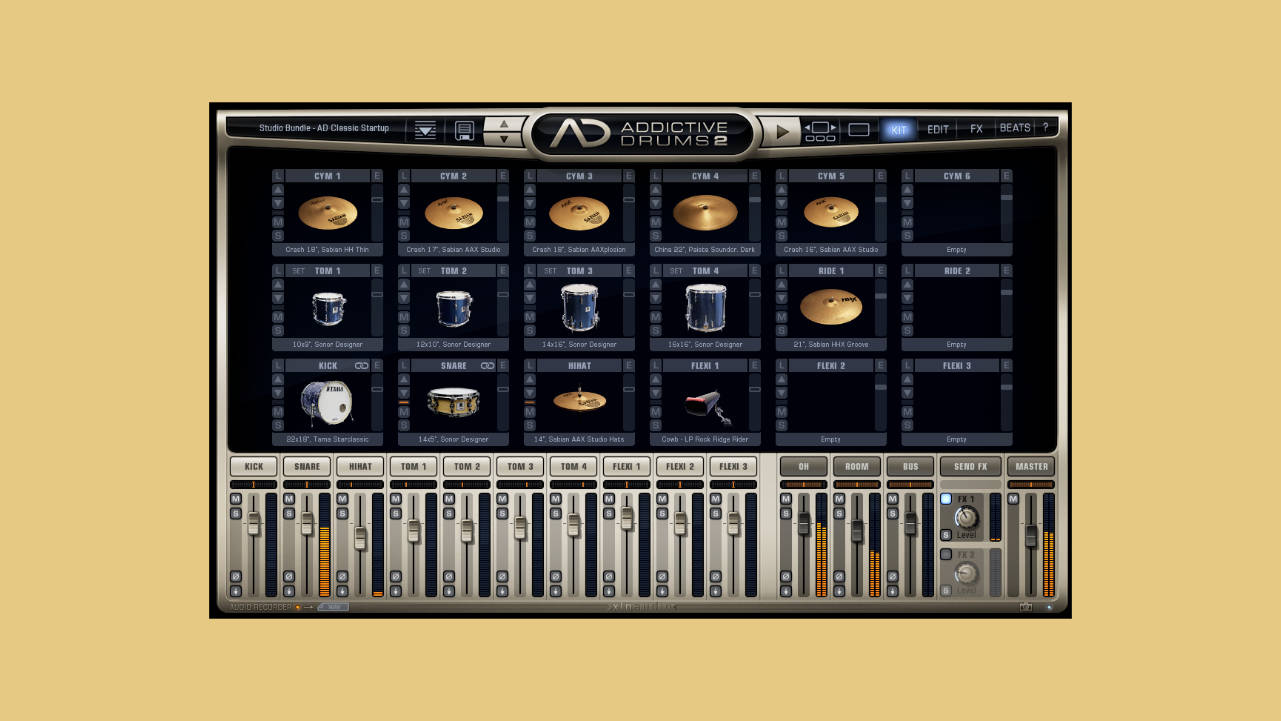 Studio Bundle - AD Classic Startup
ADDICTIVE
DRUMS 2
KIT EDIT FX BEATS ?
L CYM 1 E L CYM 2 E L CYM 3 E L CYM 4 E L CYM 5 E L CYM 6 E
M M M M M M
S S S S S S
Crash 18", Sabian HH Thin Crash 17", Sabian AAX Studio Crash 18", Sabian AAXplosion China 22", Paiste Soundcr. Dark Crash 16", Sabian AAX Studio Empty
L SET TOM 1 E L SET TOM 2 E L SET TOM 3 E L SET TOM 4 E L RIDE 1 E L RIDE 2 E
M M M M M M
S S S S S S
10x9", Sonor Designer 12x10", Sonor Designer 14x16", Sonor Designer 16x16", Sonor Designer 21", Sabian HHX Groove Empty
L KICK E L SNARE E L HIHAT E L FLEXI 1 E L FLEXI 2 E L FLEXI 3 E
M M M M M M
S S S S S S
22x18", Tama Starclassic 14x5", Sonor Designer 14", Sabian AAX Studio Hats Cowb - LP Rock Ridge Rider Empty Empty
KICK SNARE HIHAT TOM 1 TOM 2 TOM 3 TOM 4 FLEXI 1 FLEXI 2 FLEXI 3 OH ROOM BUS SEND FX MASTER
M M M M M M M M M M M M M FX 1 M
S S S S S S S S S S S S S
S Level
FX 2
Ø Ø Ø Ø Ø Ø Ø Ø Ø Ø Ø Ø Ø
S Level
AUDIO RECORDER